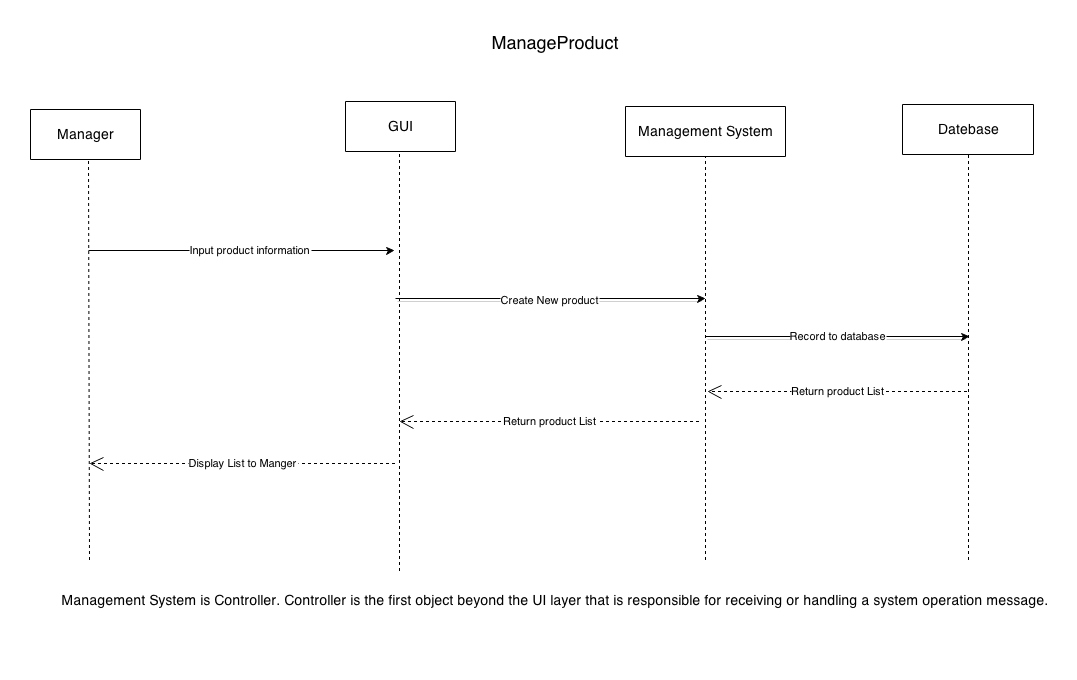 ManageProduct
Manager
GUI
Management System
Datebase
Input product information
Create New product
Record to database
Return product List
Return product List
Display List to Manger
Management System is Controller. Controller is the first object beyond the UI layer that is responsible for receiving or handling a system operation message.